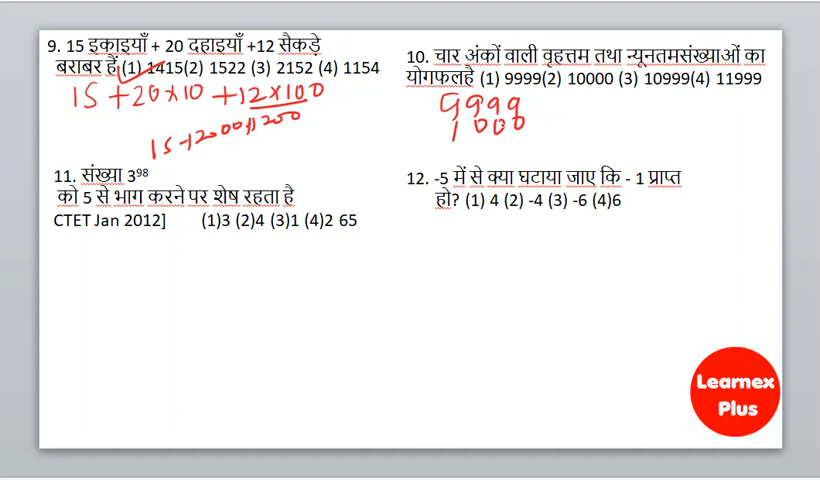 9. 15 इकाइयाँ + 20 दहाइयाँ +12 सैकड़े
बराबर हैं (1) 1415(2) 1522 (3) 2152 (4) 1154
15 +20×10 +12×100
15+200+1200
10. चार अंकों वाली वृहत्तम तथा न्यूनतमसंख्याओं का
योगफलहै (1) 9999(2) 10000 (3) 10999(4) 11999
9999
1000
11. संख्या 3⁹⁸
को 5 से भाग करने पर शेष रहता है
CTET Jan 2012] (1)3 (2)4 (3)1 (4)2 65
12. -5 में से क्या घटाया जाए कि - 1 प्राप्त
हो? (1) 4 (2) -4 (3) -6 (4)6
Learnex
Plus